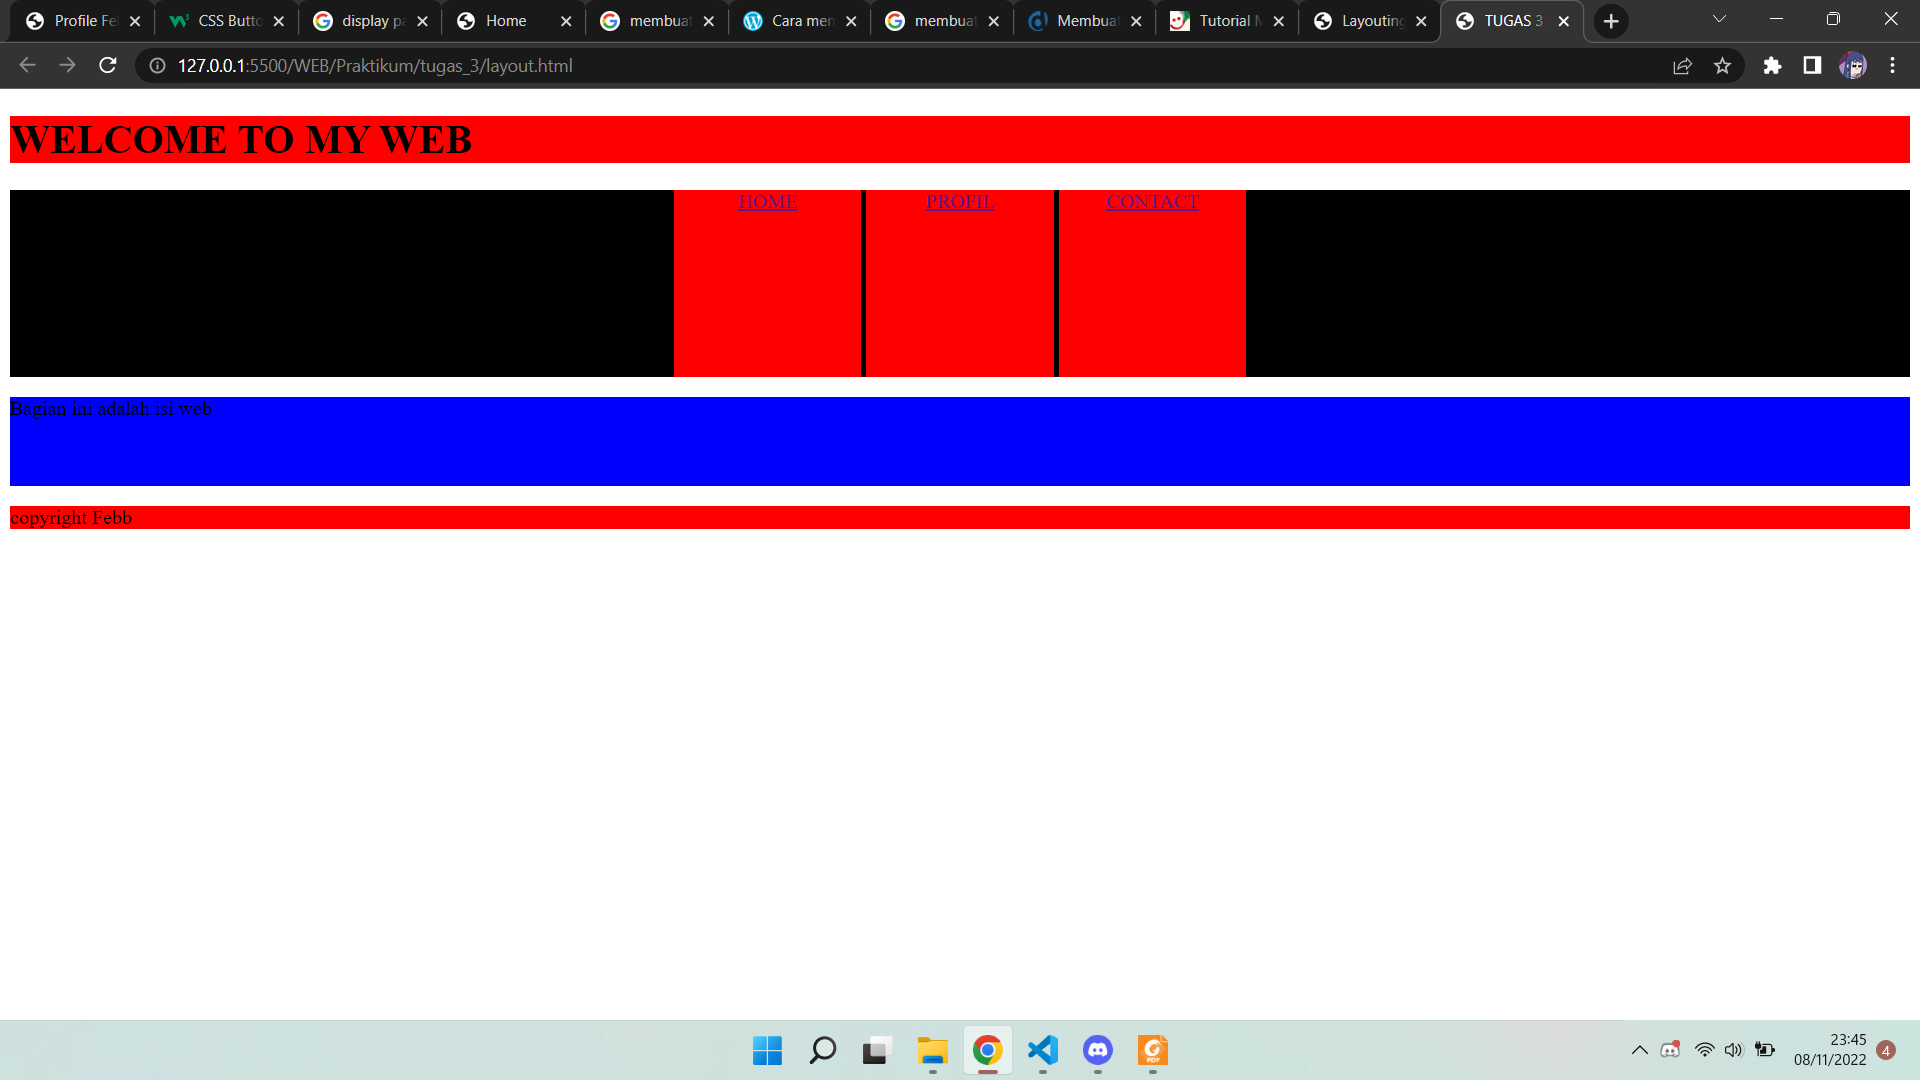 Profile Fe
CSS Butto
display pa
Home
membuat
Cara men
membuat
Membuat
Tutorial M
Layouting
TUGAS 3
127.0.0.1:5500/WEB/Praktikum/tugas_3/layout.html
WELCOME TO MY WEB
HOME PROFIL CONTACT
Bagian ini adalah isi web
copyright Febb
23:45
08/11/2022
4
PDF